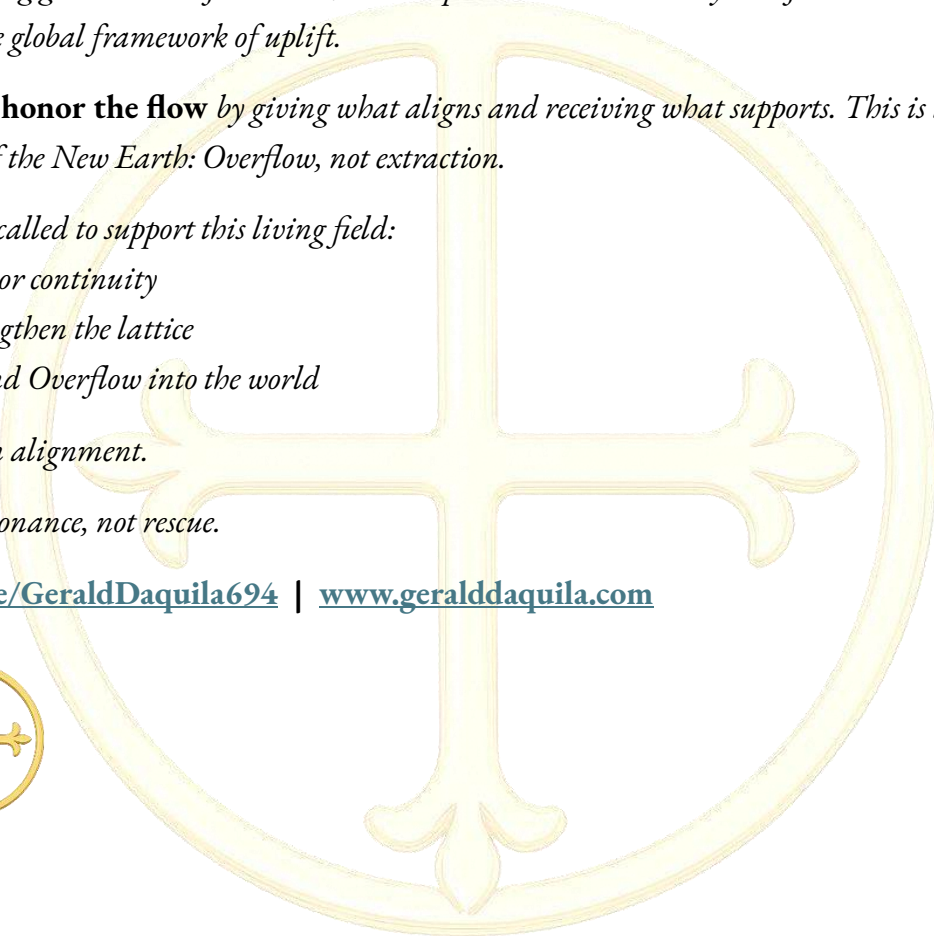 e global framework of uplift.
honor the flow by giving what aligns and receiving what supports. This is
f the New Earth: Overflow, not extraction.
called to support this living field:
or continuity
gthen the lattice
nd Overflow into the world
alignment.
onance, not rescue.
e/GeraldDaquila694 | www.geralddaquila.com